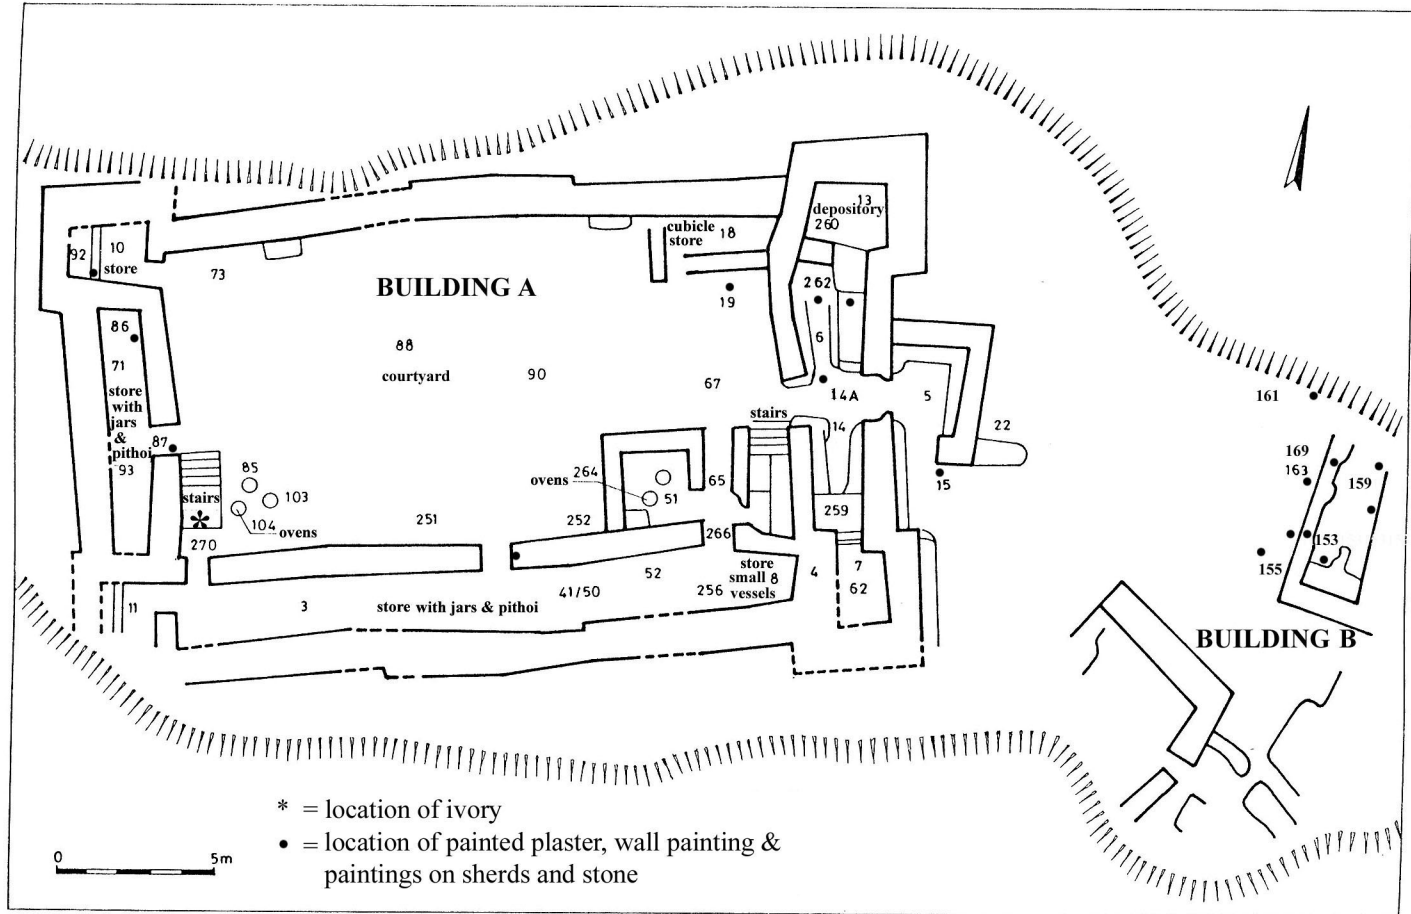 13
depository
260
cubicle
store
18
92
10
store
73
BUILDING A
262
19
86
6
88
71
courtyard
90
67
14A
5
161
store
with
jars
&
pithoi
stairs
14
22
87
169
163
159
93
85
ovens
264
51
65
15
stairs
103
259
104
ovens
251
252
266
153
155
270
52
store
small
vessels
8
4
7
62
11
3
store with jars & pithoi
41/50
256
BUILDING B
* = location of ivory
• = location of painted plaster, wall painting &
paintings on sherds and stone
0
5m